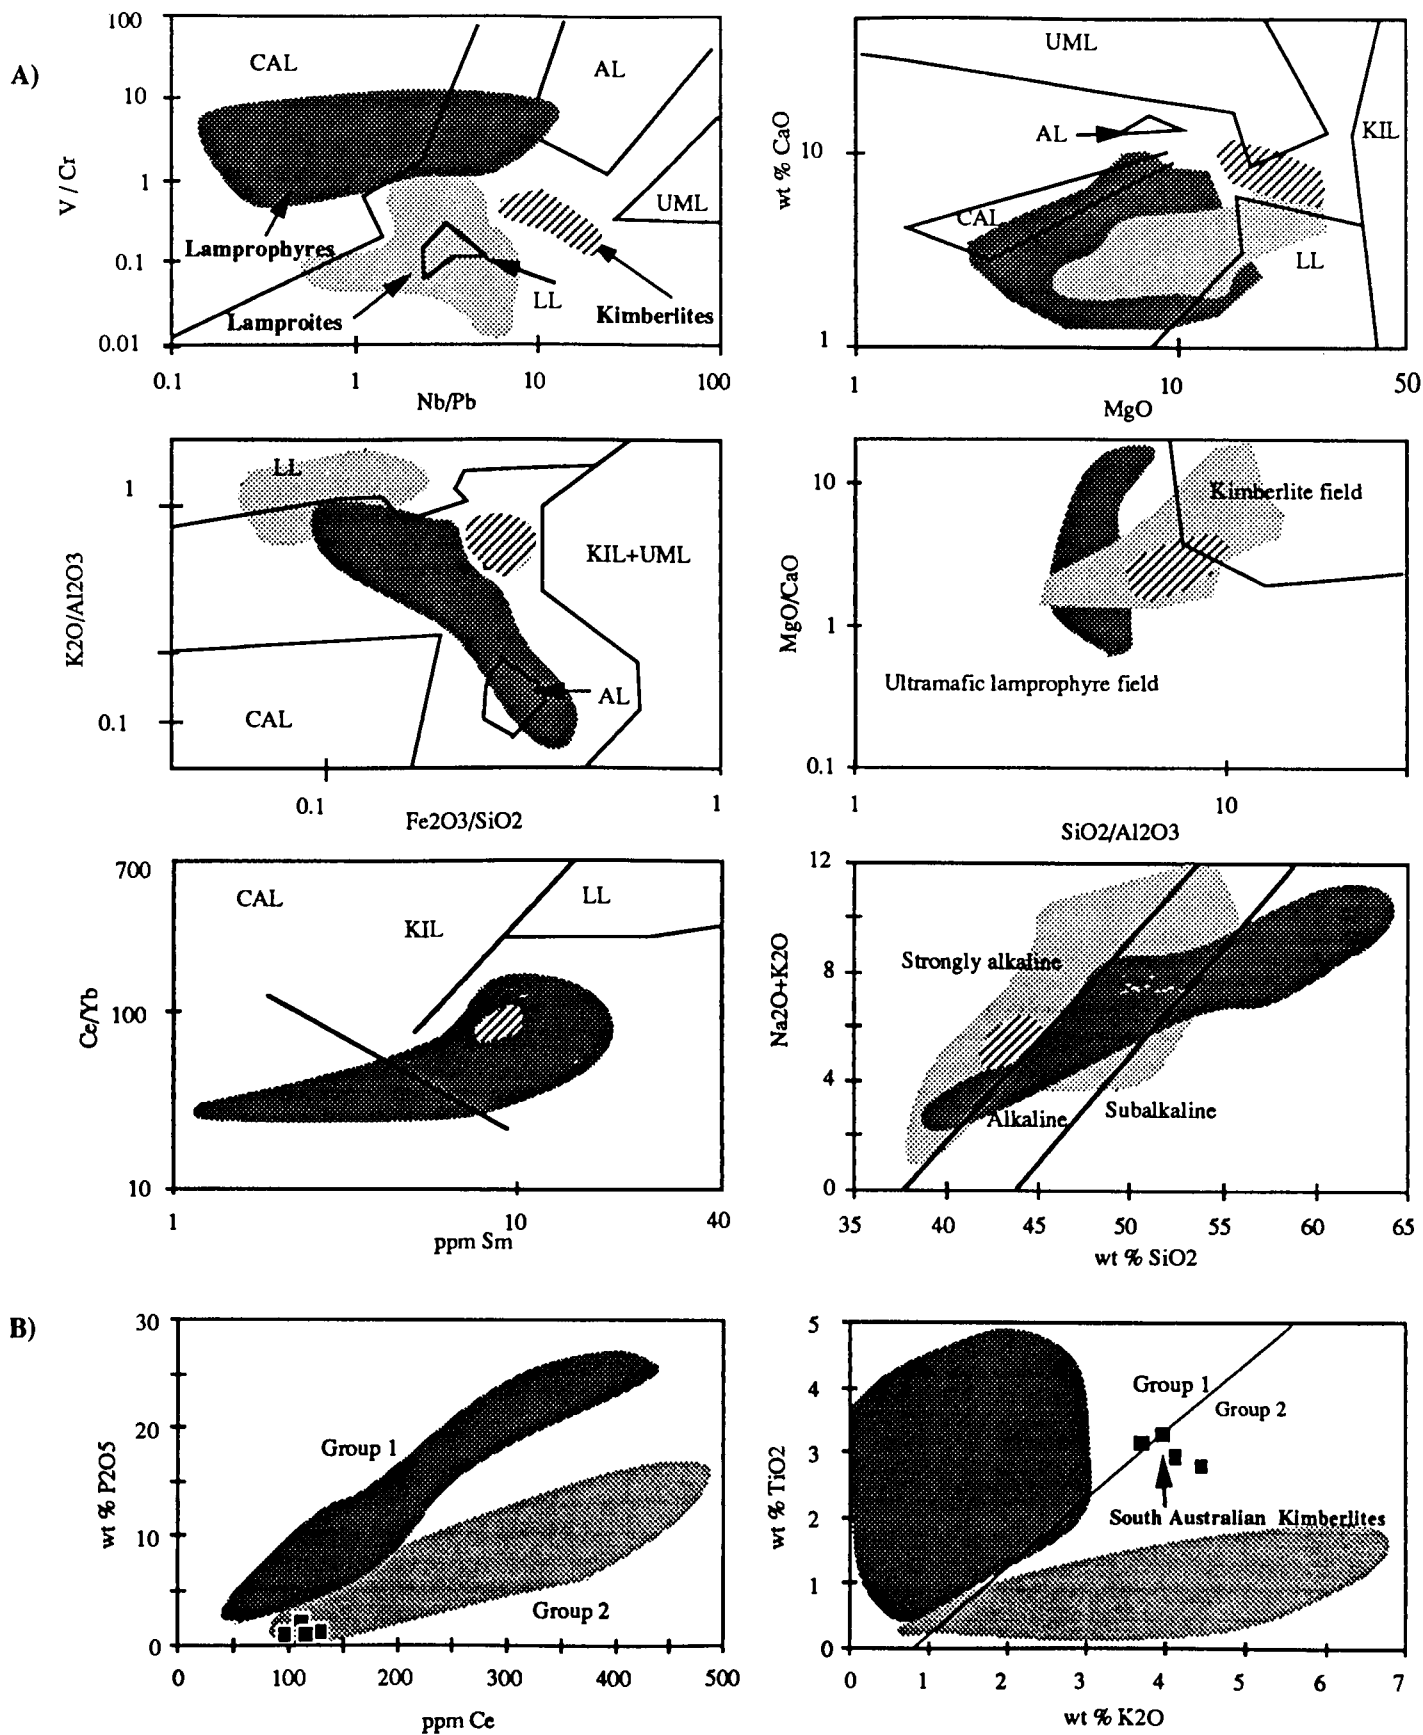 A)
100
10
1
0.1
0.01
V / Cr
CAL
AL
UML
LL
Lamprophyres
Lamproites
Kimberlites
0.1
1
10
100
Nb/Pb
wt % CaO
10
1
UML
AL
KIL
CAL
LL
1
10
50
MgO
K2O/Al2O3
1
0.1
LL
KIL+UML
AL
CAL
0.1
1
Fe2O3/SiO2
MgO/CaO
10
1
0.1
Kimberlite field
Ultramafic lamprophyre field
1
10
SiO2/Al2O3
Ce/Yb
700
100
10
CAL
KIL
LL
1
10
40
ppm Sm
Na2O+K2O
12
8
4
0
Strongly alkaline
Alkaline
Subalkaline
35
40
45
50
55
60
65
wt % SiO2
B)
wt % P2O5
30
20
10
0
Group 1
Group 2
0
100
200
300
400
500
ppm Ce
wt % TiO2
5
4
3
2
1
0
Group 1
Group 2
South Australian Kimberlites
0
1
2
3
4
5
6
7
wt % K2O